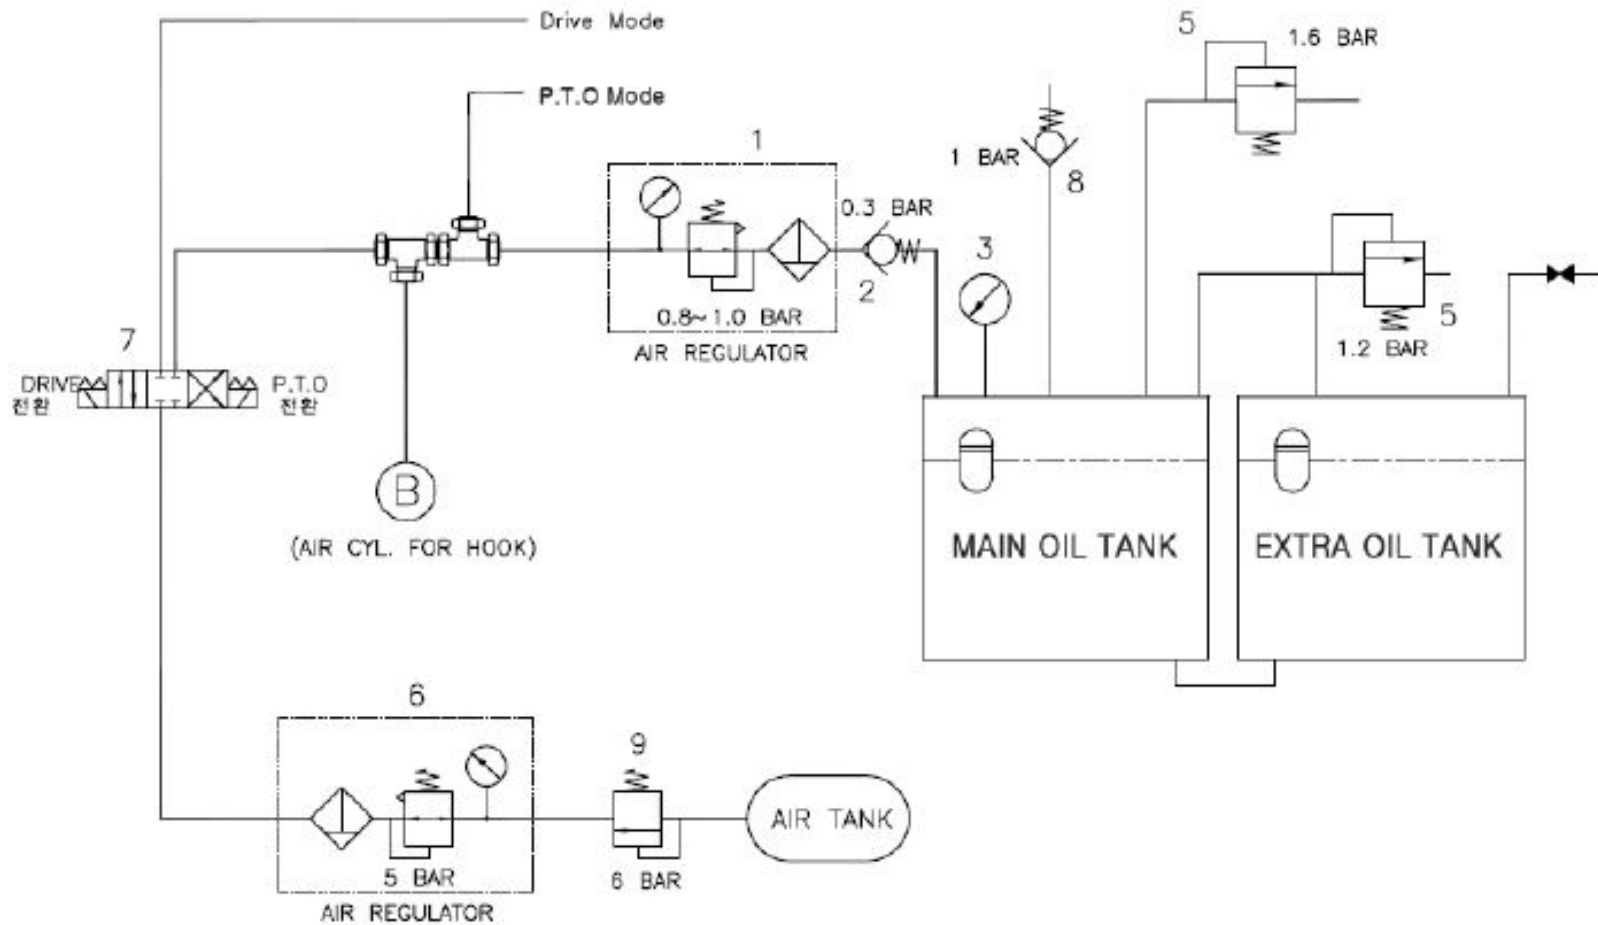 Drive Mode
5
1.6 BAR
P.T.O Mode
1
1 BAR
8
0.3 BAR
2
3
0.8~1.0 BAR
AIR REGULATOR
5
1.2 BAR
7
DRIVE
전환
P.T.O
전환
B
(AIR CYL. FOR HOOK)
MAIN OIL TANK
EXTRA OIL TANK
6
5 BAR
AIR REGULATOR
9
6 BAR
AIR TANK